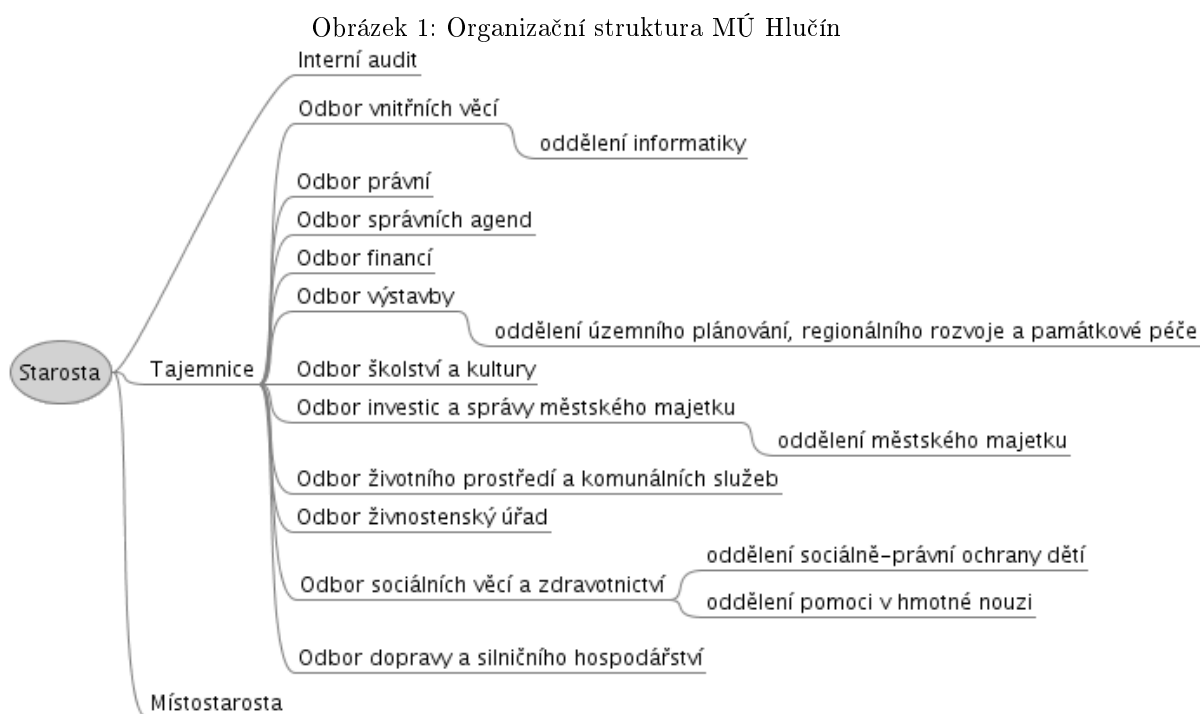 Obrázek 1: Organizační struktura MÚ Hlučín
Interní audit
Odbor vnitřních věcí
oddělení informatiky
Odbor právní
Odbor správních agend
Odbor financí
Odbor výstavby
oddělení územního plánování, regionálního rozvoje a památkové péče
Starosta
Tajemnice
Odbor školství a kultury
Odbor investic a správy městského majetku
oddělení městského majetku
Odbor životního prostředí a komunálních služeb
Odbor živnostenský úřad
oddělení sociálně-právní ochrany dětí
Odbor sociálních věcí a zdravotnictví
oddělení pomoci v hmotné nouzi
Odbor dopravy a silničního hospodářství
Místostarosta